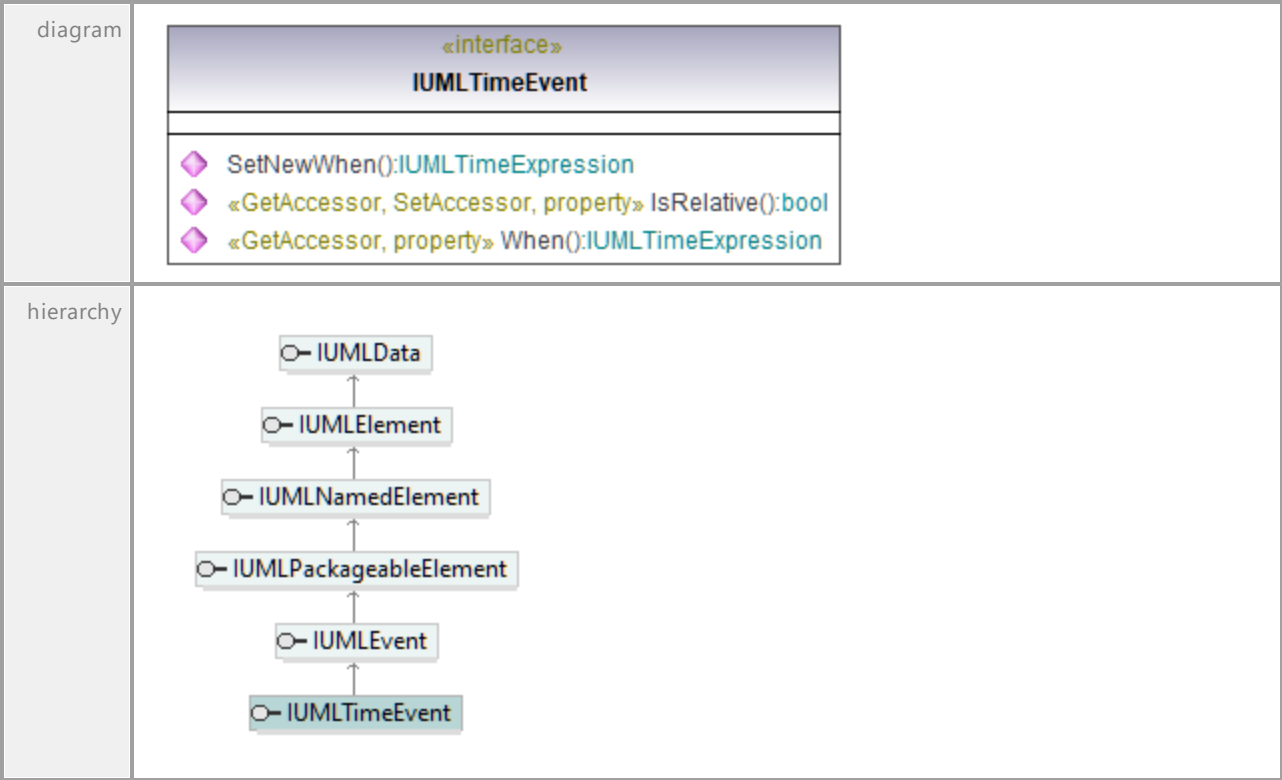 diagram
«interface»
IUMLTimeEvent
SetNewWhen():IUMLTimeExpression
«GetAccessor, SetAccessor, property» IsRelative():bool
«GetAccessor, property» When():IUMLTimeExpression
hierarchy
IUMLData
IUMLElement
IUMLNamedElement
IUMLPackageableElement
IUMLEvent
IUMLTimeEvent